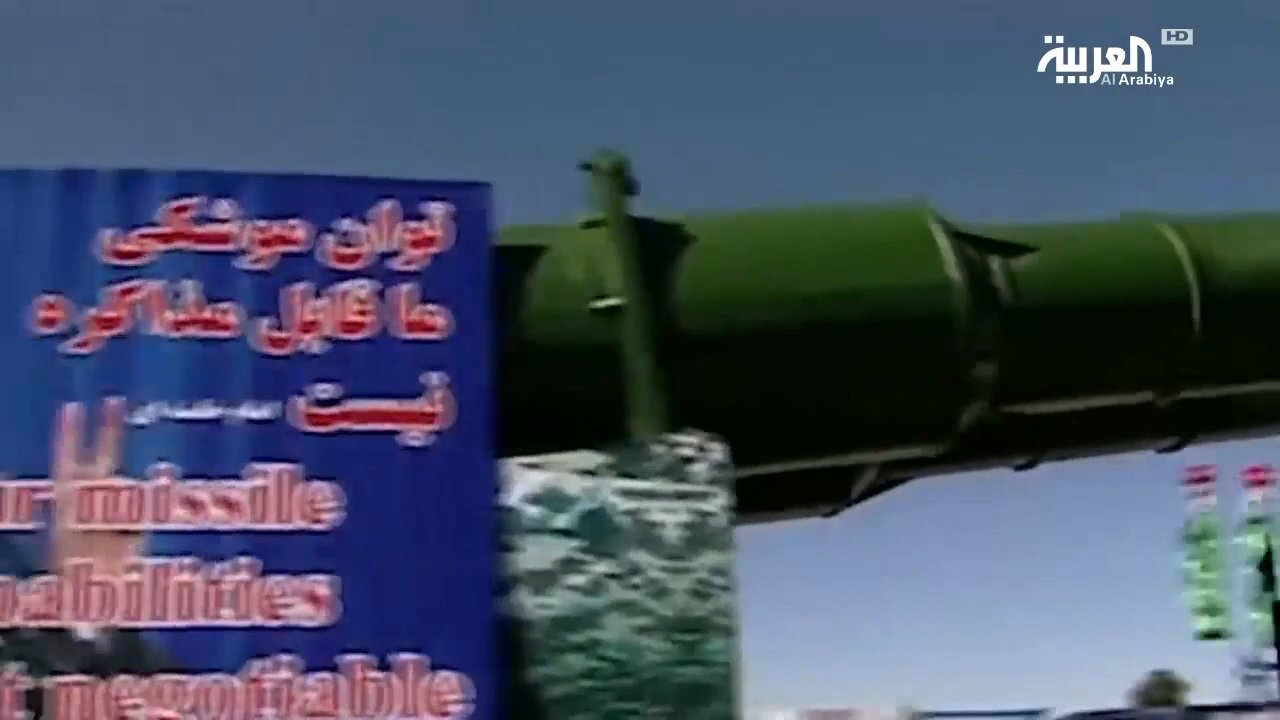 العربية HD
Al Arabiya
توان موشکی
ما قابل مذاکره
نیست
missile
negotiable